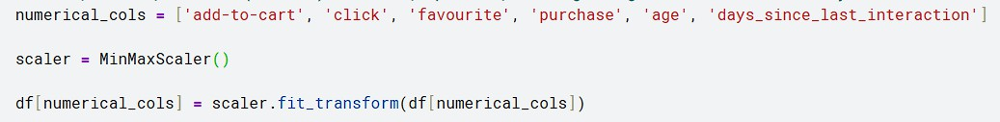 numerical_cols = ['add-to-cart', 'click', 'favourite', 'purchase', 'age', 'days_since_last_interaction']
scaler = MinMaxScaler()
df[numerical_cols] = scaler.fit_transform(df[numerical_cols])